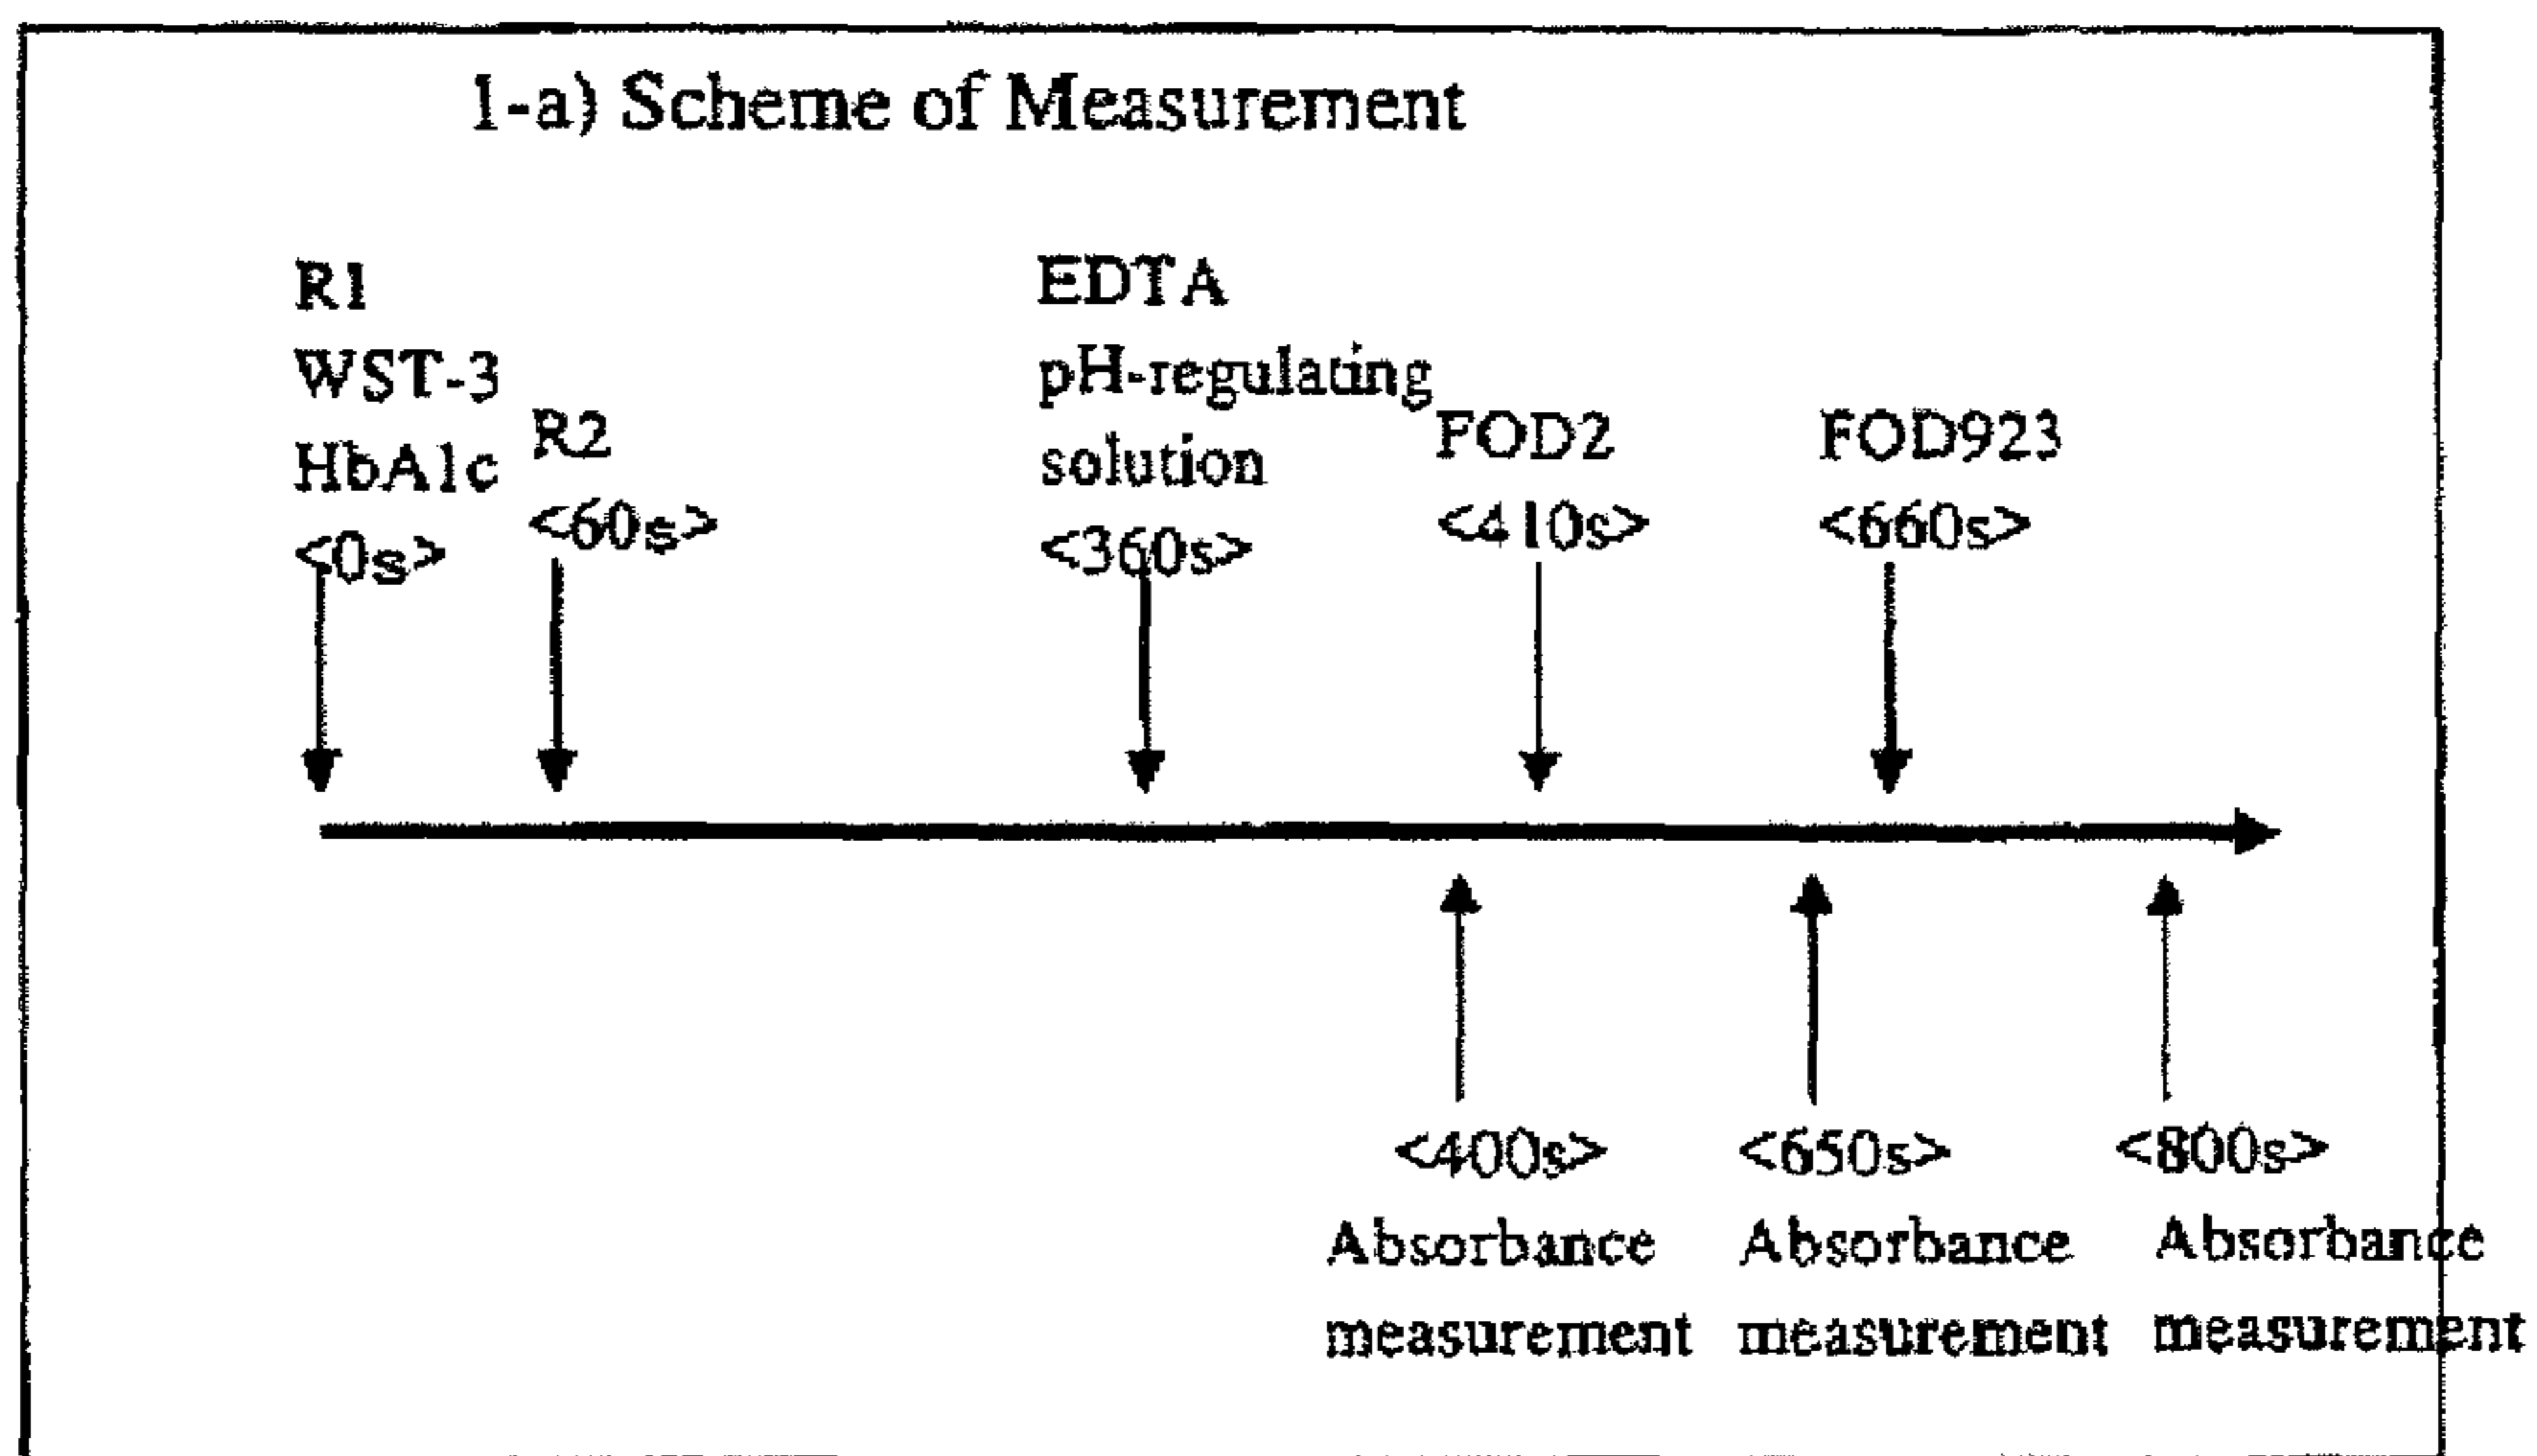 1-a) Scheme of Measurement
R1
WST-3
HbA1c
<0s>
R2
<60s>
EDTA
pH-regulating
solution
<360s>
FOD2
<410s>
FOD923
<660s>
<400s>
Absorbance
measurement
<650s>
Absorbance
measurement
<800s>
Absorbance
measurement